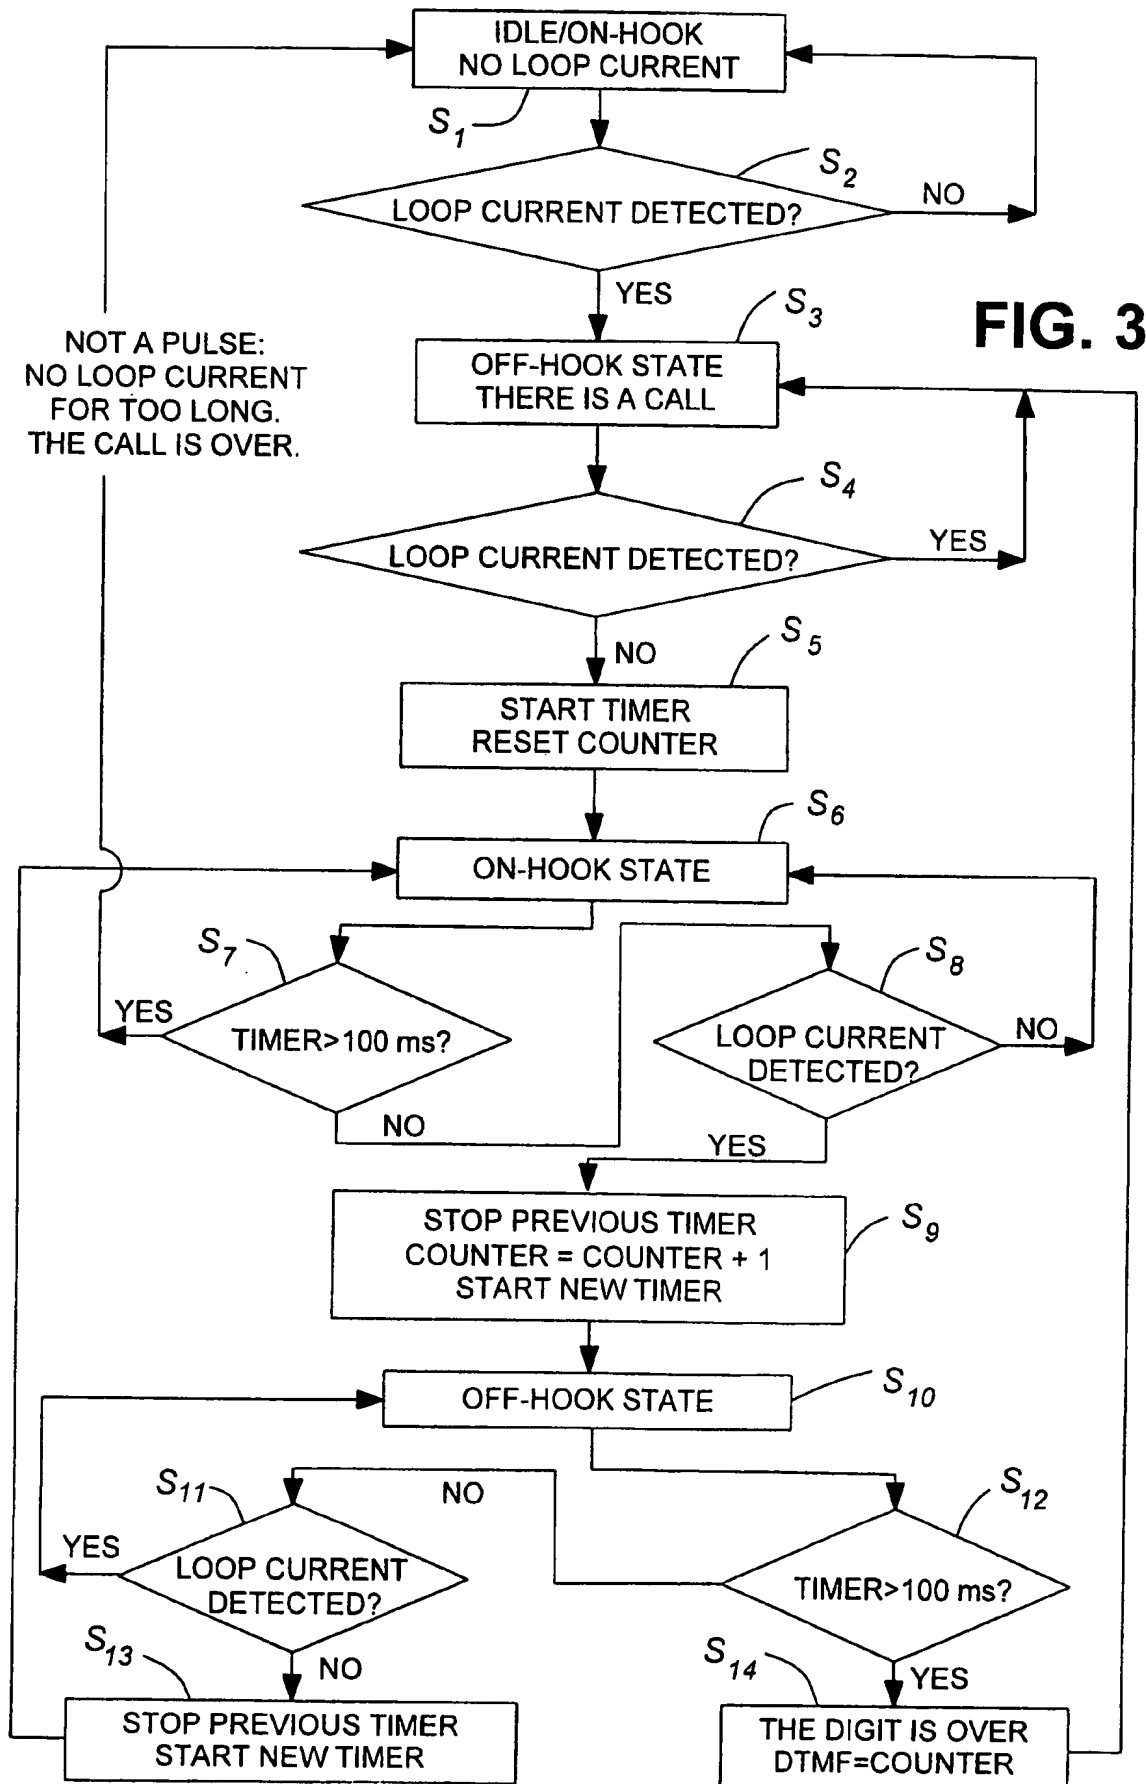 IDLE/ON-HOOK
NO LOOP CURRENT
S1
S2
LOOP CURRENT DETECTED?
NO
YES
S3
FIG. 3
NOT A PULSE:
NO LOOP CURRENT
FOR TOO LONG.
THE CALL IS OVER.
OFF-HOOK STATE
THERE IS A CALL
S4
LOOP CURRENT DETECTED?
YES
NO
S5
START TIMER
RESET COUNTER
S6
ON-HOOK STATE
S7
S8
YES
TIMER>100 ms?
LOOP CURRENT
DETECTED?
NO
NO
YES
STOP PREVIOUS TIMER
COUNTER = COUNTER + 1
START NEW TIMER
S9
OFF-HOOK STATE
S10
S11
NO
S12
YES
LOOP CURRENT
DETECTED?
TIMER>100 ms?
S13
NO
S14
YES
STOP PREVIOUS TIMER
START NEW TIMER
THE DIGIT IS OVER
DTMF=COUNTER